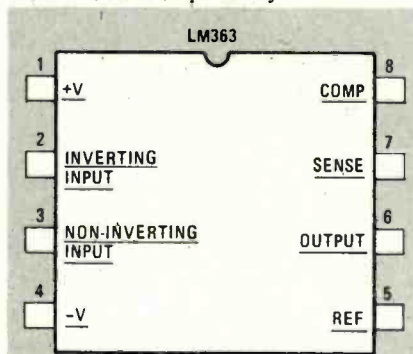 LM363
1
+V
2
INVERTING
INPUT
3
NON-INVERTING
INPUT
4
-V
8
COMP
7
SENSE
6
OUTPUT
5
REF